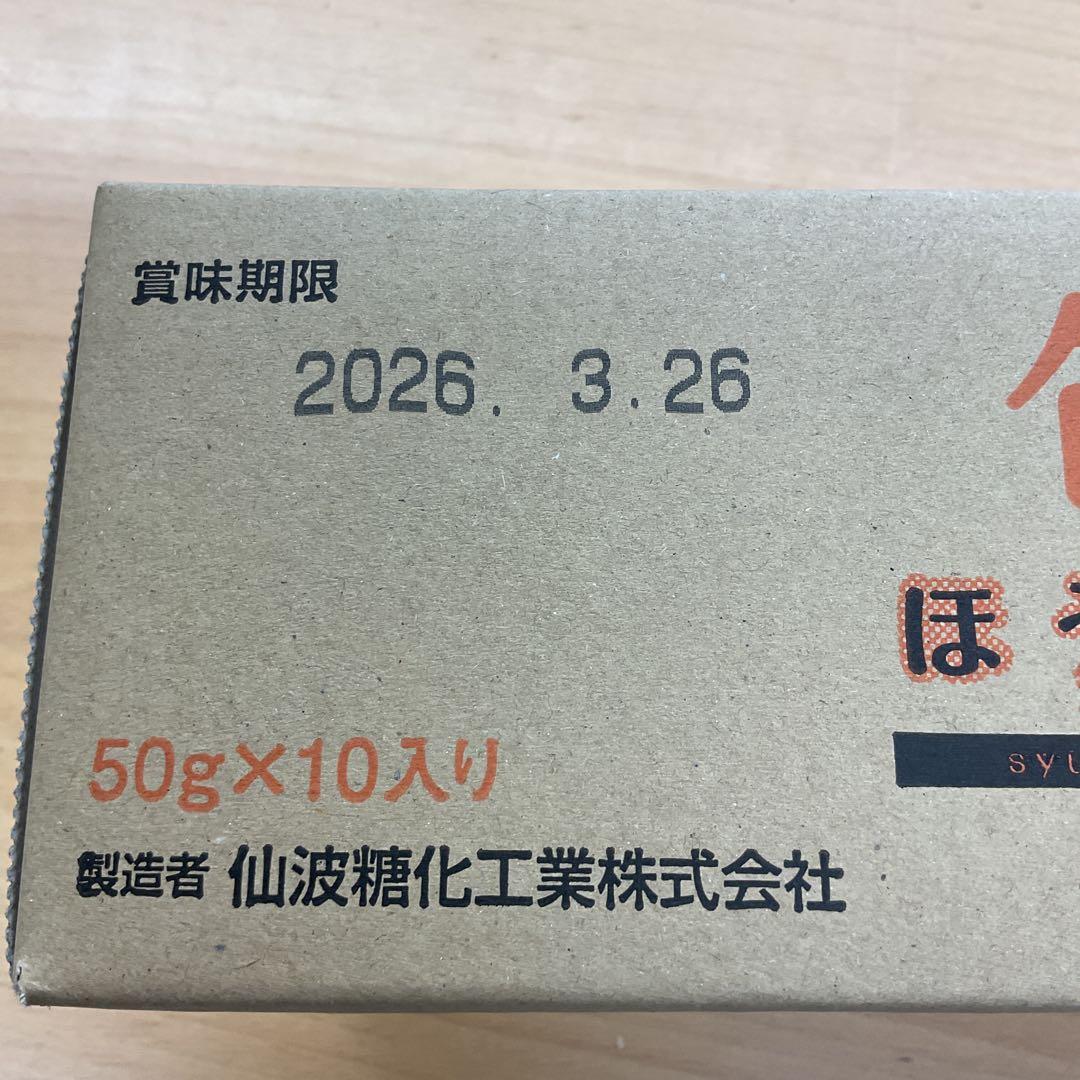 賞味期限
2026. 3.26
ほ
syu
50g×10入り
製造者 仙波糖化工業株式会社